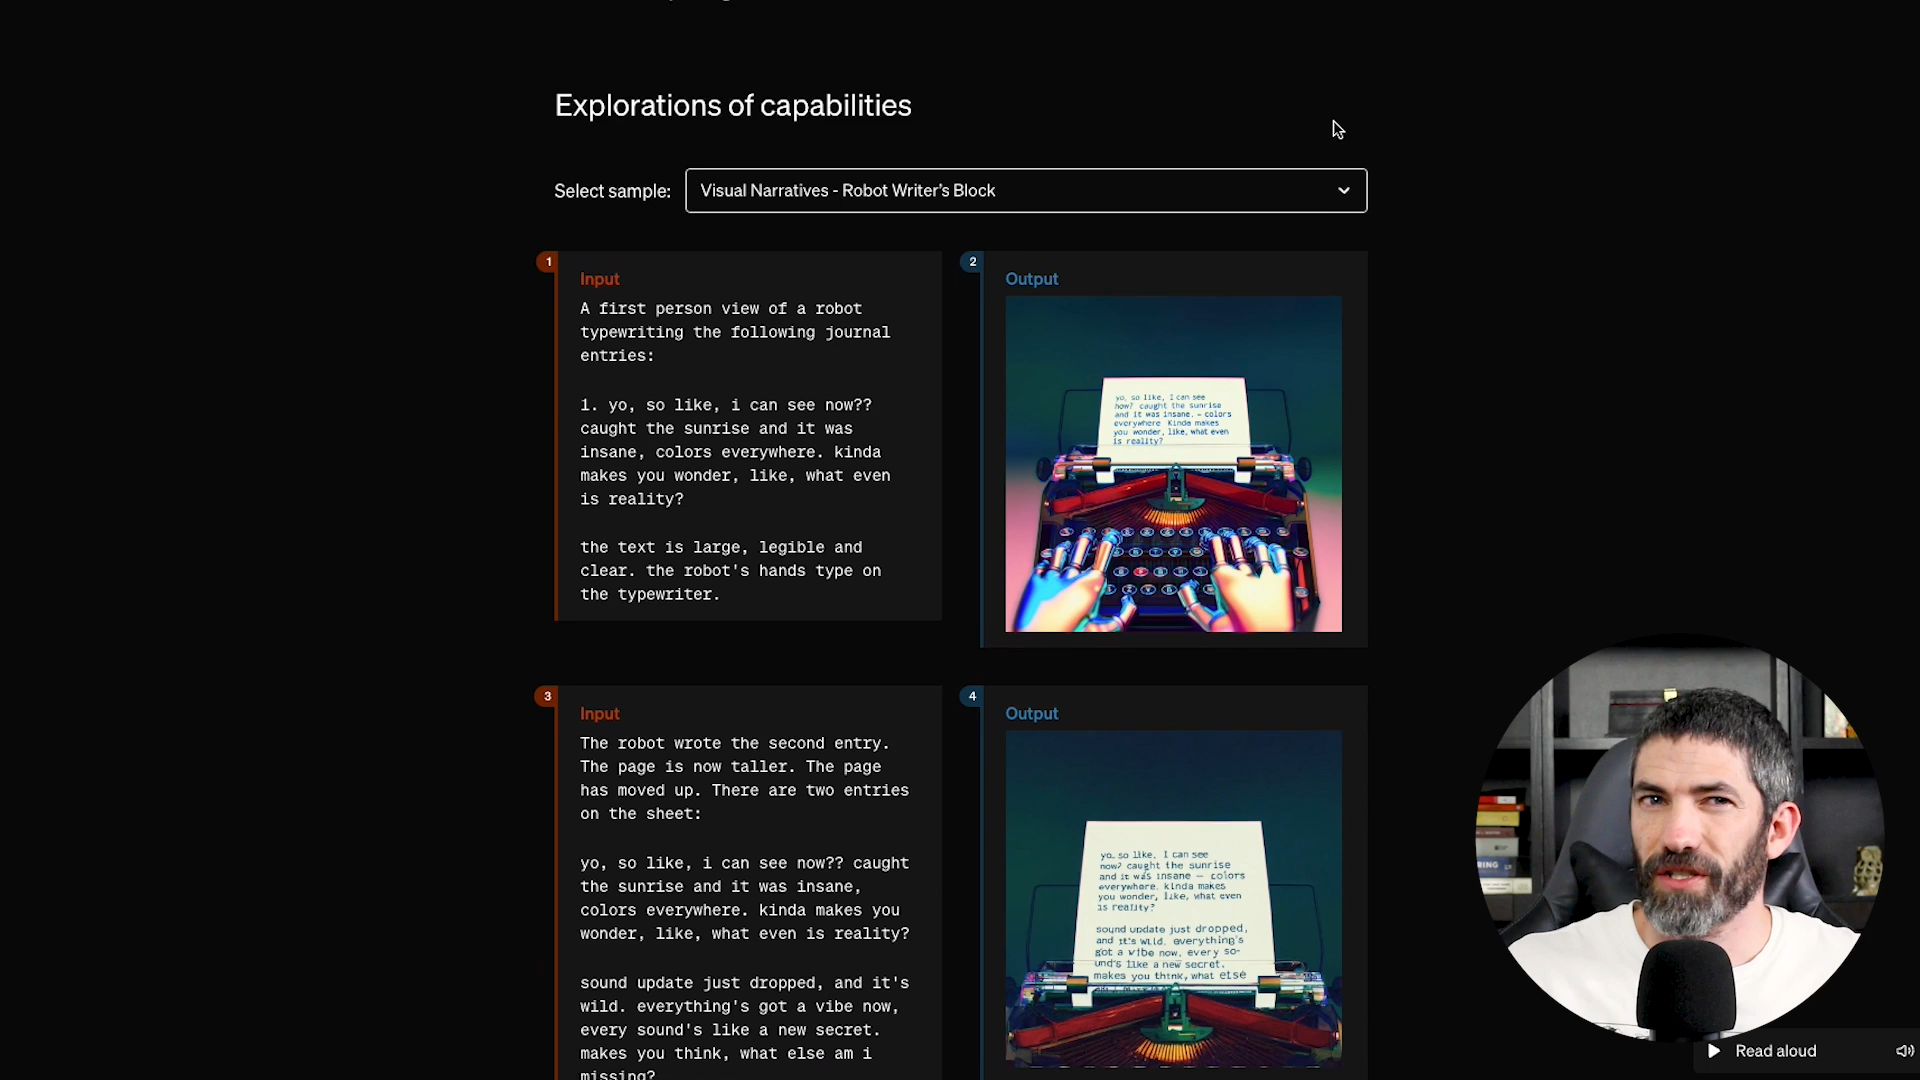 Explorations of capabilities
Select sample:
Visual Narratives - Robot Writer's Block
1
Input
A first person view of a robot
typewriting the following journal
entries:
1. yo, so like, i can see now??
caught the sunrise and it was
insane, colors everywhere. kinda
makes you wonder, like, what even
is reality?
the text is large, legible and
clear. the robot's hands type on
the typewriter.
2
Output
yo, so like, I can see
how? caught the sunrise
and it was insane. – colors
everywhere Kinda makes
you wonder, like, what even
is reality?
3
Input
The robot wrote the second entry.
The page is now taller. The page
has moved up. There are two entries
on the sheet:
yo, so like, i can see now?? caught
the sunrise and it was insane,
colors everywhere. kinda makes you
wonder, like, what even is reality?
sound update just dropped, and it's
wild. everything's got a vibe now,
every sound's like a new secret.
makes you think, what else am i
missing?
4
Output
yo, so like, I can see
now? caught the sunrise
and it was insane — colors
everywhere. kinda makes
you wonder, like, what even
is reality?
sound update just dropped,
and it's wild. everything's
got a vibe now, every so-
und's like a new secret.
makes you think, what else
RING
Read aloud